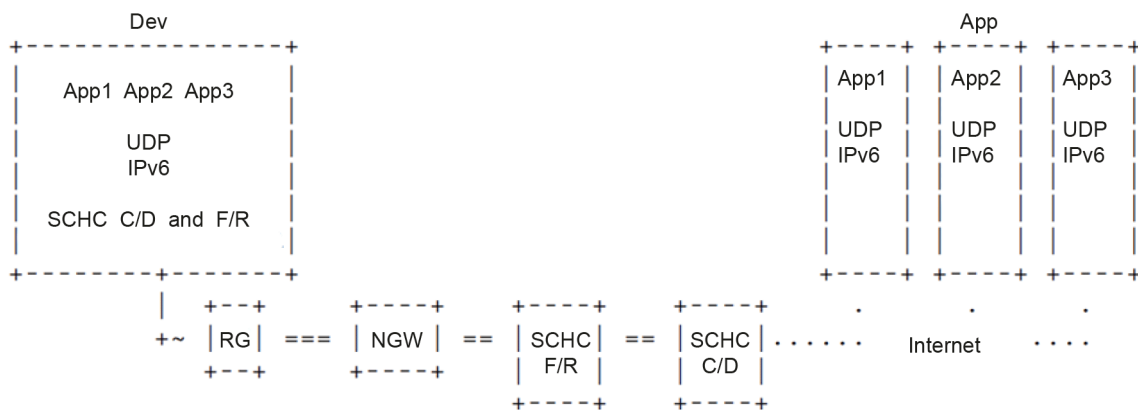 Dev App
App1 App2 App3
App1 App2 App3
UDP
UDP UDP UDP
IPv6
IPv6 IPv6 IPv6
SCHC C/D and F/R
RG === NGW == SCHC == SCHC ...... Internet ....
F/R C/D